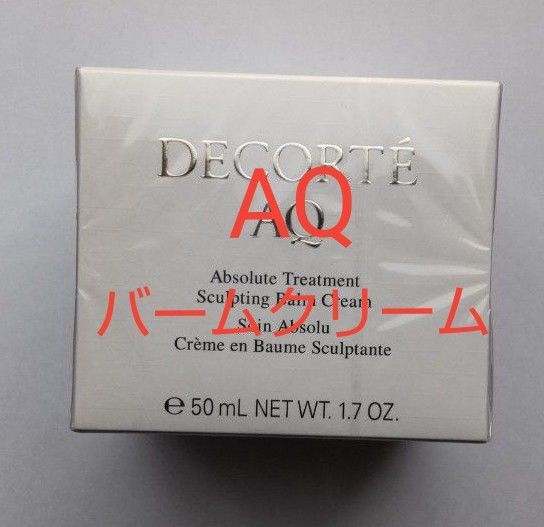 DECORTÉ
AQ
AQ
Absolute Treatment
Sculpting Balm Cream
バームクリーム
Soin Absolu
Crème en Baume Sculptante
℮ 50 mL NET WT. 1.7 OZ.